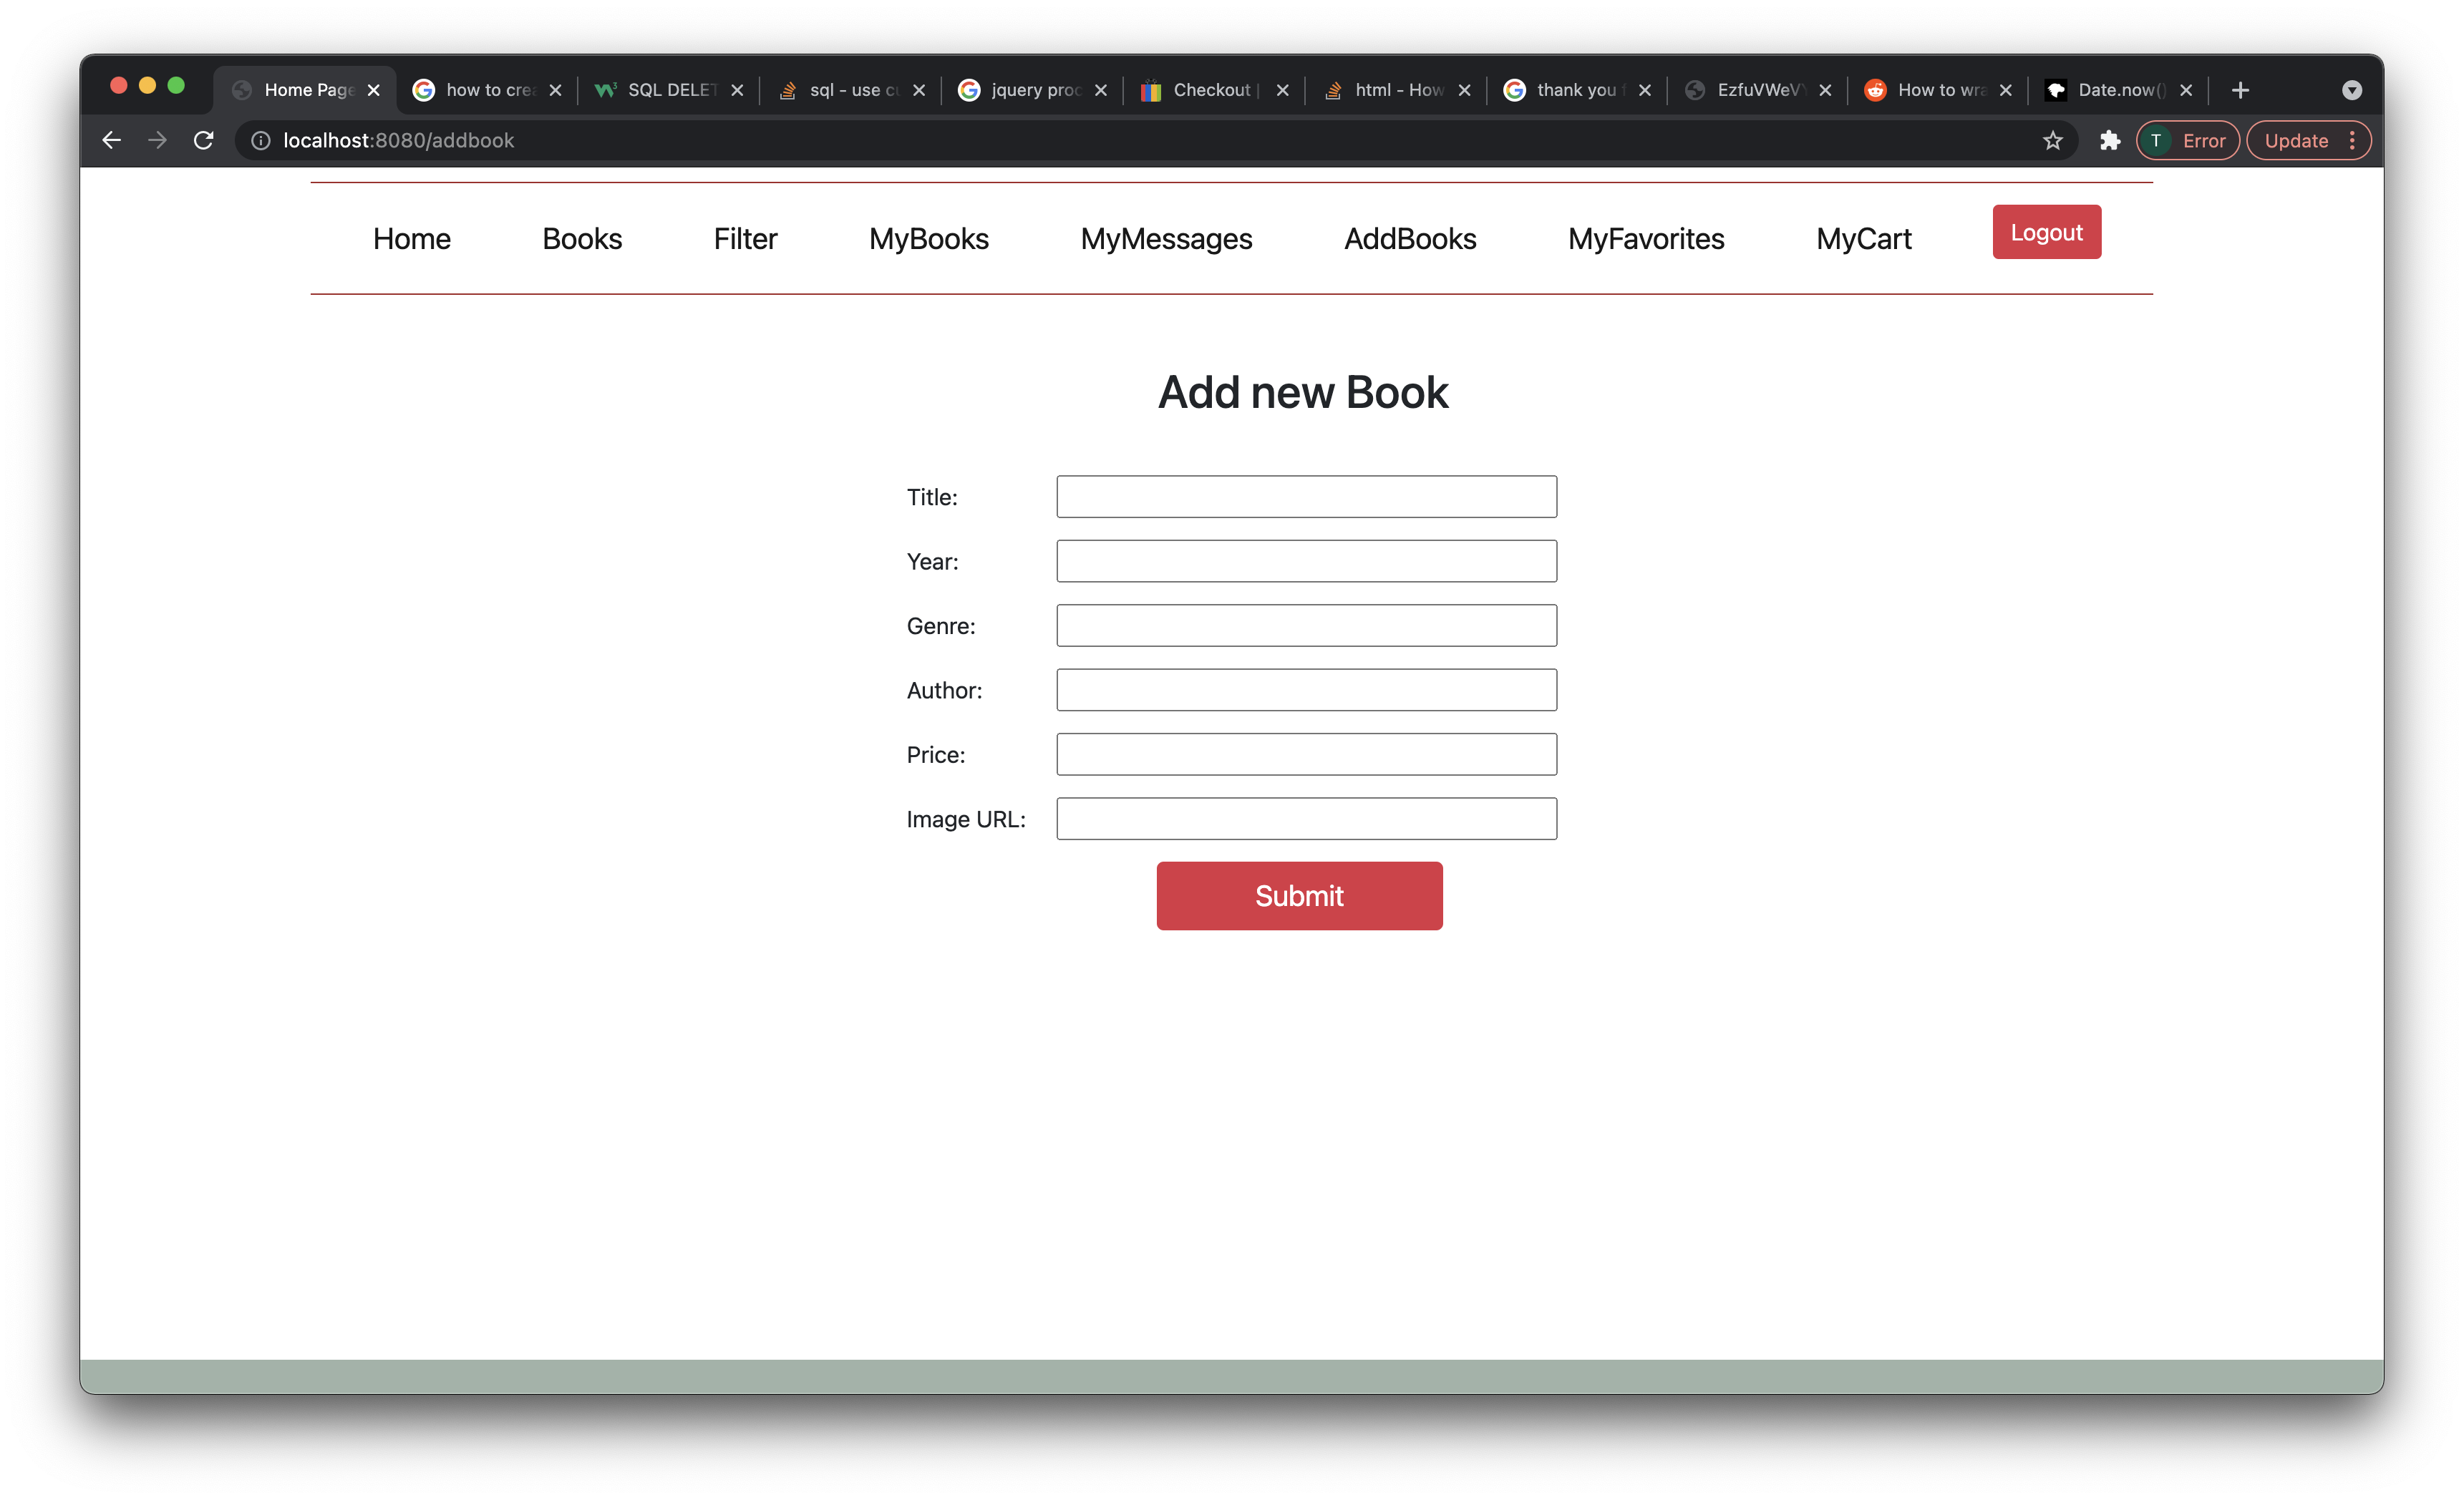 Home Page how to cre SQL DELET sql - use c jquery proc Checkout | html - How thank you f EzfuVWeV How to wra Date.now()
localhost:8080/addbook T Error Update
Home Books Filter MyBooks MyMessages AddBooks MyFavorites MyCart Logout
Add new Book
Title:
Year:
Genre:
Author:
Price:
Image URL:
Submit